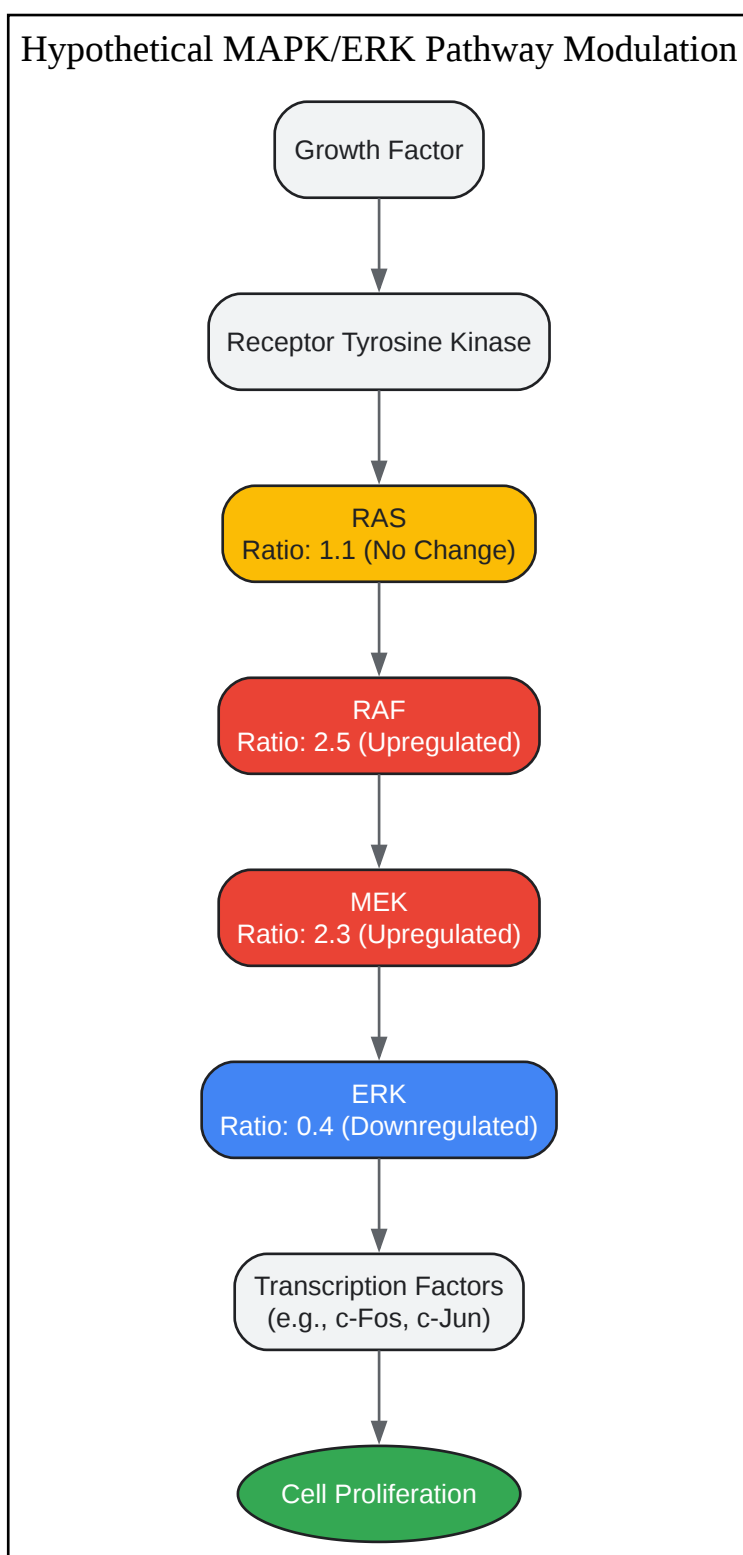 Hypothetical MAPK/ERK Pathway Modulation
Growth Factor
Receptor Tyrosine Kinase
RAS
Ratio: 1.1 (No Change)
RAF
Ratio: 2.5 (Upregulated)
MEK
Ratio: 2.3 (Upregulated)
ERK
Ratio: 0.4 (Downregulated)
Transcription Factors
(e.g., c-Fos, c-Jun)
Cell Proliferation